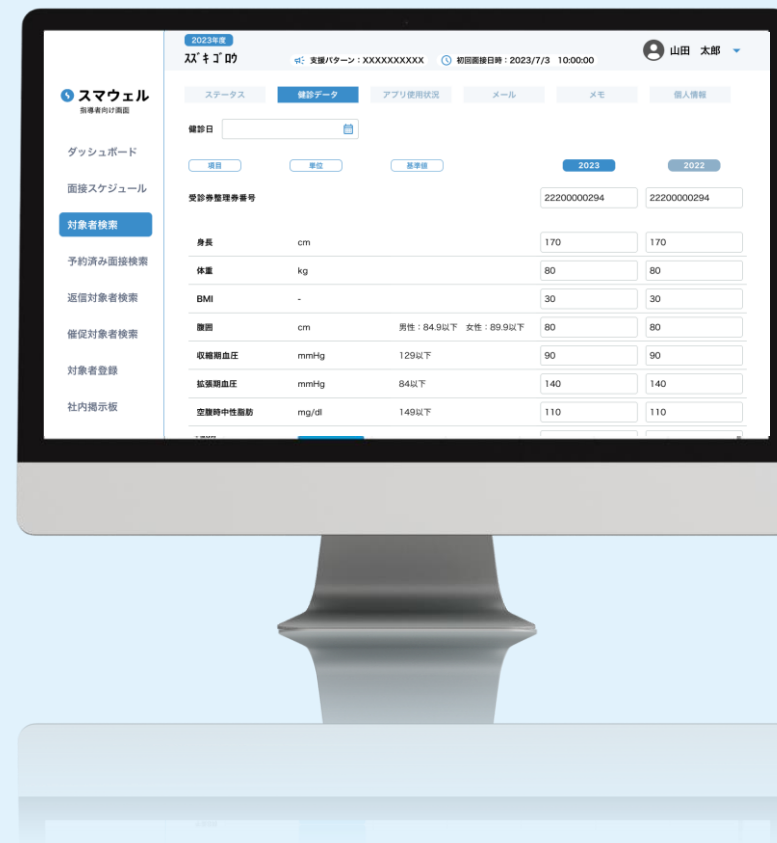 2023年度
スズキ ゴロウ
支援パターン：XXXXXXXXXX
初回面接日時：2023/7/3 10:00:00
山田 太郎
スマウェル
指導者向け画面
ダッシュボード
面接スケジュール
対象者検索
予約済み面接検索
返信対象者検索
催促対象者検索
対象者登録
社内掲示板
ステータス 健診データ アプリ使用状況 メール メモ 個人情報
健診日
項目 単位 基準値 2023 2022
受診券整理券番号 22200000294 22200000294
身長 cm 170 170
体重 kg 80 80
BMI - 30 30
腹囲 cm 男性：84.9以下 女性：89.9以下 80 80
収縮期血圧 mmHg 129以下 90 90
拡張期血圧 mmHg 84以下 140 140
空腹時中性脂肪 mg/dl 149以下 110 110